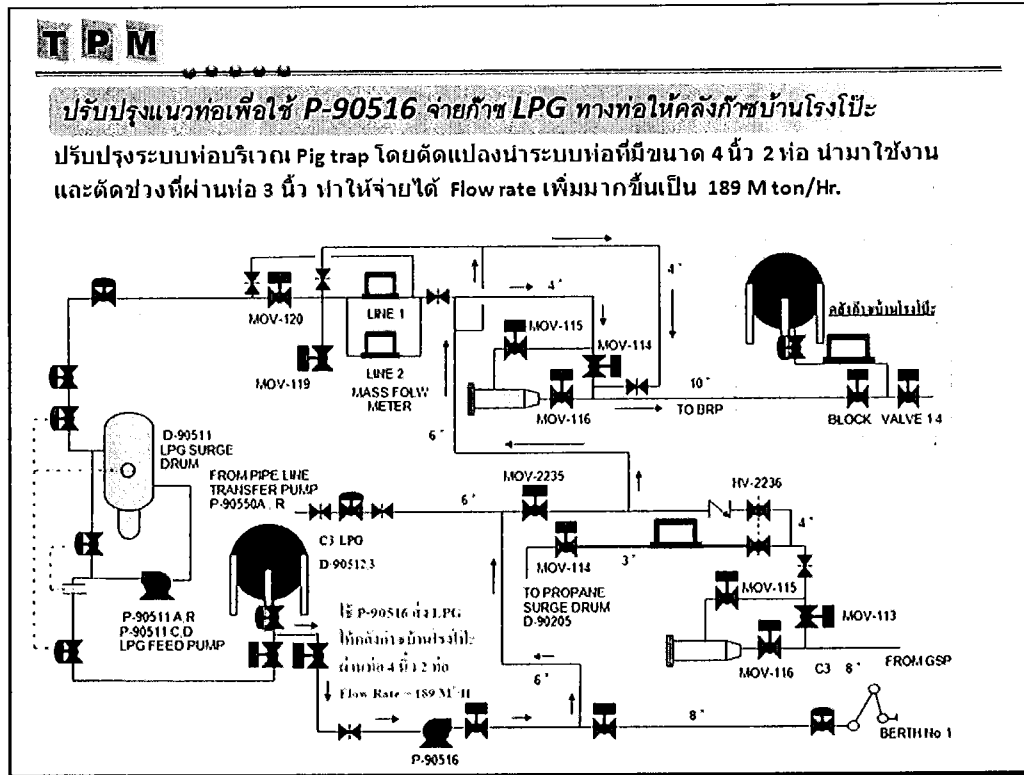 TPM
ปรับปรุงแนวท่อเพื่อใช้ P-90516 จ่ายก๊าซ LPG ทางท่อให้คลังก๊าซบ้านโรงโป๊ะ
ปรับปรุงระบบท่อบริเวณ Pig trap โดยดัดแปลงนำระบบท่อที่มีขนาด 4 นิ้ว 2 ท่อ นำมาใช้งาน
และตัดช่วงที่ผ่านท่อ 3 นิ้ว ทำให้จ่ายได้ Flow rate เพิ่มมากขึ้นเป็น 189 M ton/Hr.
4"
4"
MOV-120
LINE 1
MOV-115
MOV-114
คลังก๊าซบ้านโรงโป๊ะ
MOV-119
LINE 2
MASS FOLW
METER
MOV-116
10"
TO BRP
BLOCK VALVE 14
6"
D-90511
LPG SURGE
DRUM
FROM PIPE LINE
TRANSFER PUMP
P-90550A , R
MOV-2235
HV-2236
6"
4"
C3 LPG
D-90512,3
MOV-114
3"
TO PROPANE
SURGE DRUM
D-90205
MOV-115
MOV-113
P-90511 A,R
P-90511 C,D
LPG FEED PUMP
ใช้ P-90516 ส่ง LPG
ให้คลังก๊าซบ้านโรงโป๊ะ
ผ่านท่อ 4 นิ้ว 2 ท่อ
Flow Rate = 189 M³/H
MOV-116
C3 8"
FROM GSP
6"
8"
BERTH No 1
P-90516